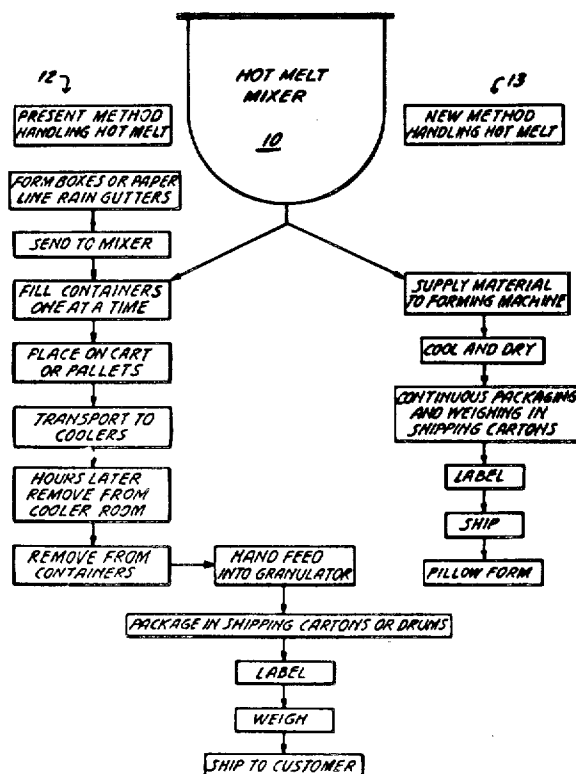 HOT MELT
MIXER
10
12
PRESENT METHOD
HANDLING HOT MELT
13
NEW METHOD
HANDLING HOT MELT
FORM BOXES OR PAPER
LINE RAIN GUTTERS
SEND TO MIXER
FILL CONTAINERS
ONE AT A TIME
PLACE ON CART
OR PALLETS
TRANSPORT TO
COOLERS
HOURS LATER
REMOVE FROM
COOLER ROOM
REMOVE FROM
CONTAINERS
HAND FEED
INTO GRANULATOR
PACKAGE IN SHIPPING CARTONS OR DRUMS
LABEL
WEIGH
SHIP TO CUSTOMER
SUPPLY MATERIAL
TO FORMING MACHINE
COOL AND DRY
CONTINUOUS PACKAGING
AND WEIGHING IN
SHIPPING CARTONS
LABEL
SHIP
PILLOW FORM